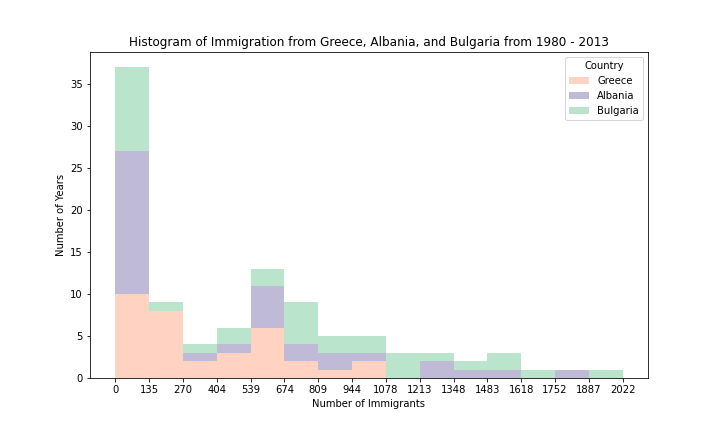 Histogram of Immigration from Greece, Albania, and Bulgaria from 1980 - 2013
Country
Greece
Albania
Bulgaria
Number of Years
35
30
25
20
15
10
5
0
0 135 270 404 539 674 809 944 1078 1213 1348 1483 1618 1752 1887 2022
Number of Immigrants